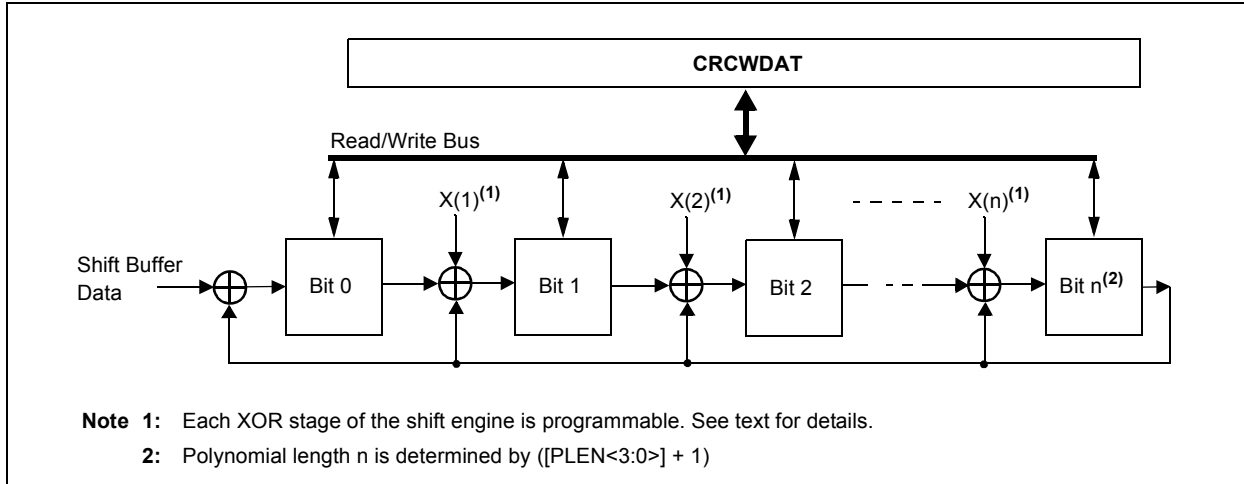 CRCWDAT
Read/Write Bus
X(1)(1)
X(2)(1)
X(n)(1)
Shift Buffer
Data
Bit 0
Bit 1
Bit 2
Bit n(2)
Note 1: Each XOR stage of the shift engine is programmable. See text for details.
2: Polynomial length n is determined by ([PLEN<3:0>] + 1)